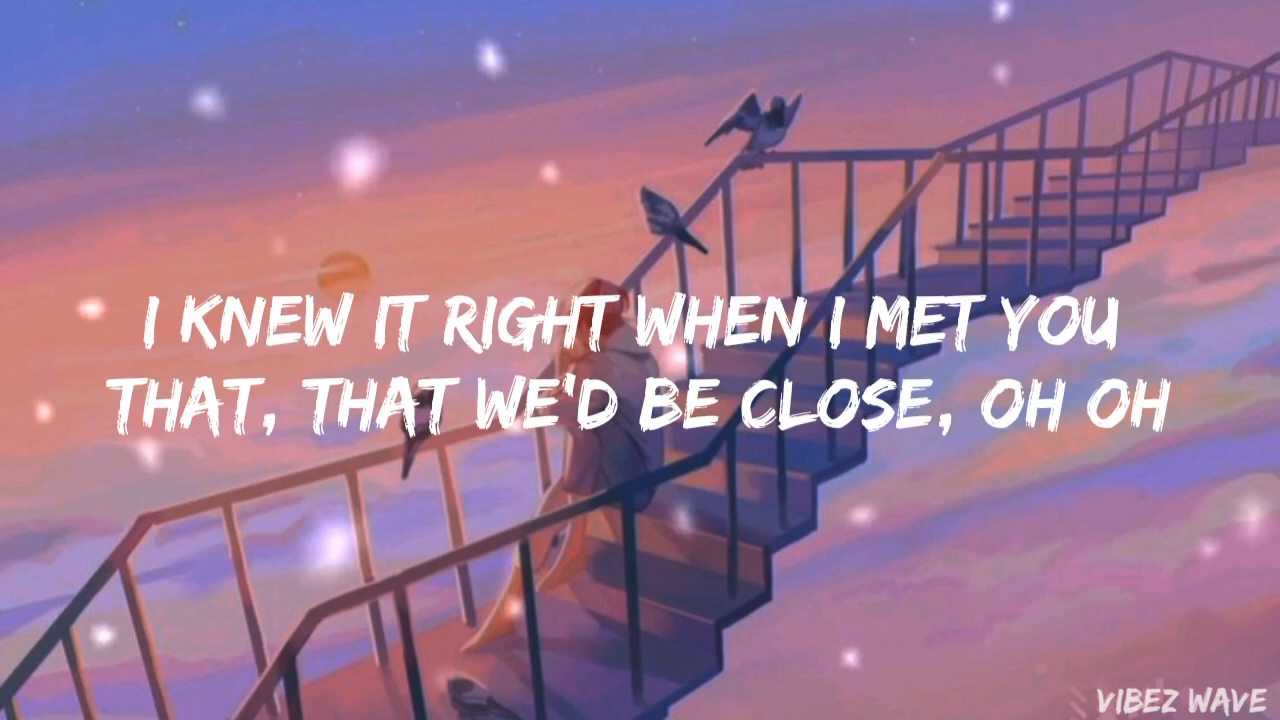 I KNEW IT RIGHT WHEN I MET YOU
THAT, THAT WE'D BE CLOSE, OH OH
VIBEZ WAVE